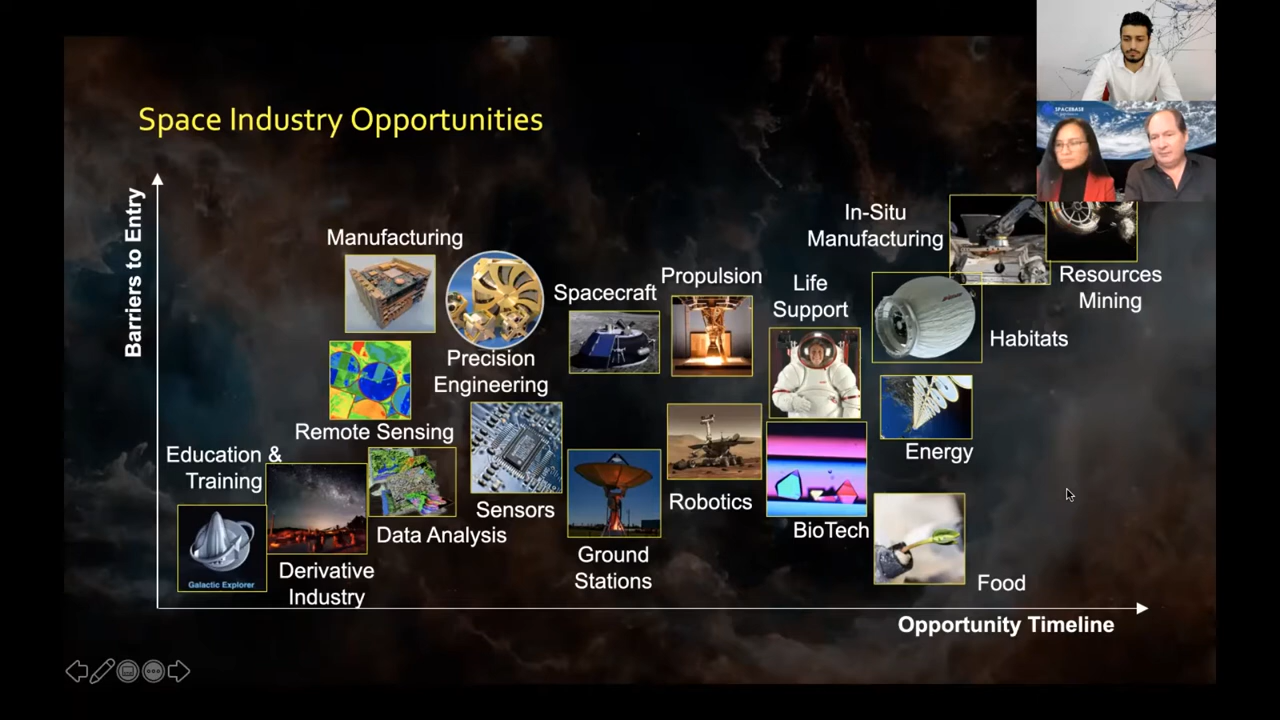 SPACEBASE
Space Industry Opportunities
Barriers to Entry
Manufacturing
Precision
Engineering
Spacecraft
Propulsion
Life
Support
In-Situ
Manufacturing
Resources
Mining
Habitats
Remote Sensing
Education &
Training
Galactic Explorer
Derivative
Industry
Data Analysis
Sensors
Ground
Stations
Robotics
BioTech
Energy
Food
Opportunity Timeline